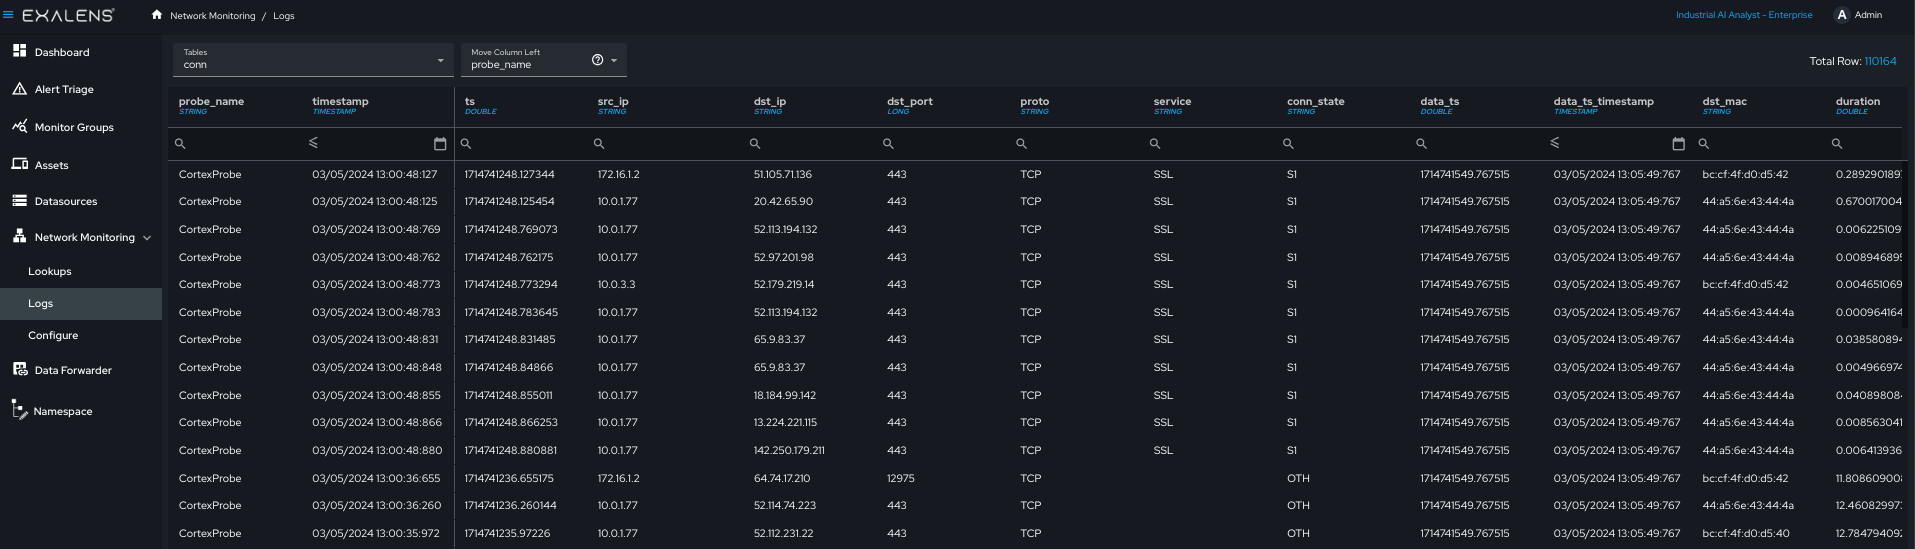 EXALENS
Network Monitoring / Logs
Industrial AI Analyst - Enterprise
A Admin
Dashboard
Alert Triage
Monitor Groups
Assets
Datasources
Network Monitoring
Lookups
Logs
Configure
Data Forwarder
Namespace
Tables
conn
Move Column Left
probe_name
Total Row: 110164
probe_name timestamp ts src_ip dst_ip dst_port proto service conn_state data_ts data_ts_timestamp dst_mac duration
STRING TIMESTAMP DOUBLE STRING STRING LONG STRING STRING STRING DOUBLE TIMESTAMP STRING DOUBLE
CortexProbe 03/05/2024 13:00:48:127 1714741248.127344 172.16.1.2 51.105.71.136 443 TCP SSL S1 1714741549.767515 03/05/2024 13:05:49:767 bc:cf:4f:d0:d5:42 0.289290189
CortexProbe 03/05/2024 13:00:48:125 1714741248.125454 10.0.1.77 20.42.65.90 443 TCP SSL S1 1714741549.767515 03/05/2024 13:05:49:767 44:a5:6e:43:44:4a 0.670017004
CortexProbe 03/05/2024 13:00:48:769 1714741248.769073 10.0.1.77 52.113.194.132 443 TCP SSL S1 1714741549.767515 03/05/2024 13:05:49:767 44:a5:6e:43:44:4a 0.006225109
CortexProbe 03/05/2024 13:00:48:762 1714741248.762175 10.0.1.77 52.97.201.98 443 TCP SSL S1 1714741549.767515 03/05/2024 13:05:49:767 44:a5:6e:43:44:4a 0.00894689
CortexProbe 03/05/2024 13:00:48:773 1714741248.773294 10.0.3.3 52.179.219.14 443 TCP SSL S1 1714741549.767515 03/05/2024 13:05:49:767 bc:cf:4f:d0:d5:42 0.004651069
CortexProbe 03/05/2024 13:00:48:783 1714741248.783645 10.0.1.77 52.113.194.132 443 TCP SSL S1 1714741549.767515 03/05/2024 13:05:49:767 44:a5:6e:43:44:4a 0.000964164
CortexProbe 03/05/2024 13:00:48:831 1714741248.831485 10.0.1.77 65.9.83.37 443 TCP SSL S1 1714741549.767515 03/05/2024 13:05:49:767 44:a5:6e:43:44:4a 0.038580894
CortexProbe 03/05/2024 13:00:48:848 1714741248.84866 10.0.1.77 65.9.83.37 443 TCP SSL S1 1714741549.767515 03/05/2024 13:05:49:767 44:a5:6e:43:44:4a 0.004966974
CortexProbe 03/05/2024 13:00:48:855 1714741248.855011 10.0.1.77 18.184.99.142 443 TCP SSL S1 1714741549.767515 03/05/2024 13:05:49:767 44:a5:6e:43:44:4a 0.04089808
CortexProbe 03/05/2024 13:00:48:866 1714741248.866253 10.0.1.77 13.224.221.115 443 TCP SSL S1 1714741549.767515 03/05/2024 13:05:49:767 44:a5:6e:43:44:4a 0.008563041
CortexProbe 03/05/2024 13:00:48:880 1714741248.880881 10.0.1.77 142.250.179.211 443 TCP SSL S1 1714741549.767515 03/05/2024 13:05:49:767 44:a5:6e:43:44:4a 0.006413936
CortexProbe 03/05/2024 13:00:36:655 1714741236.655175 172.16.1.2 64.74.17.210 12975 TCP OTH 1714741549.767515 03/05/2024 13:05:49:767 bc:cf:4f:d0:d5:42 11.808609008
CortexProbe 03/05/2024 13:00:36:260 1714741236.260144 10.0.1.77 52.114.74.223 443 TCP OTH 1714741549.767515 03/05/2024 13:05:49:767 44:a5:6e:43:44:4a 12.46082997
CortexProbe 03/05/2024 13:00:35:972 1714741235.97226 10.0.1.77 52.112.231.22 443 TCP OTH 1714741549.767515 03/05/2024 13:05:49:767 bc:cf:4f:d0:d5:40 12.784794092